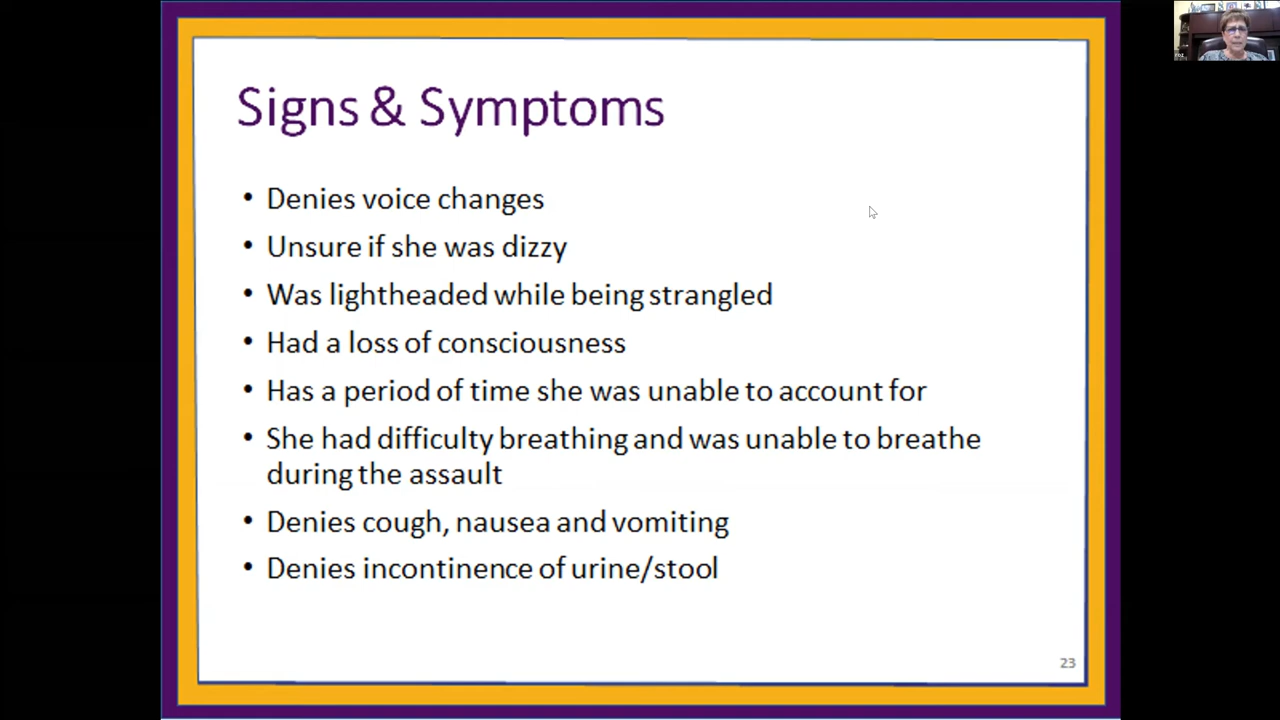 Signs & Symptoms
• Denies voice changes
• Unsure if she was dizzy
• Was lightheaded while being strangled
• Had a loss of consciousness
• Has a period of time she was unable to account for
• She had difficulty breathing and was unable to breathe
during the assault
• Denies cough, nausea and vomiting
• Denies incontinence of urine/stool
23